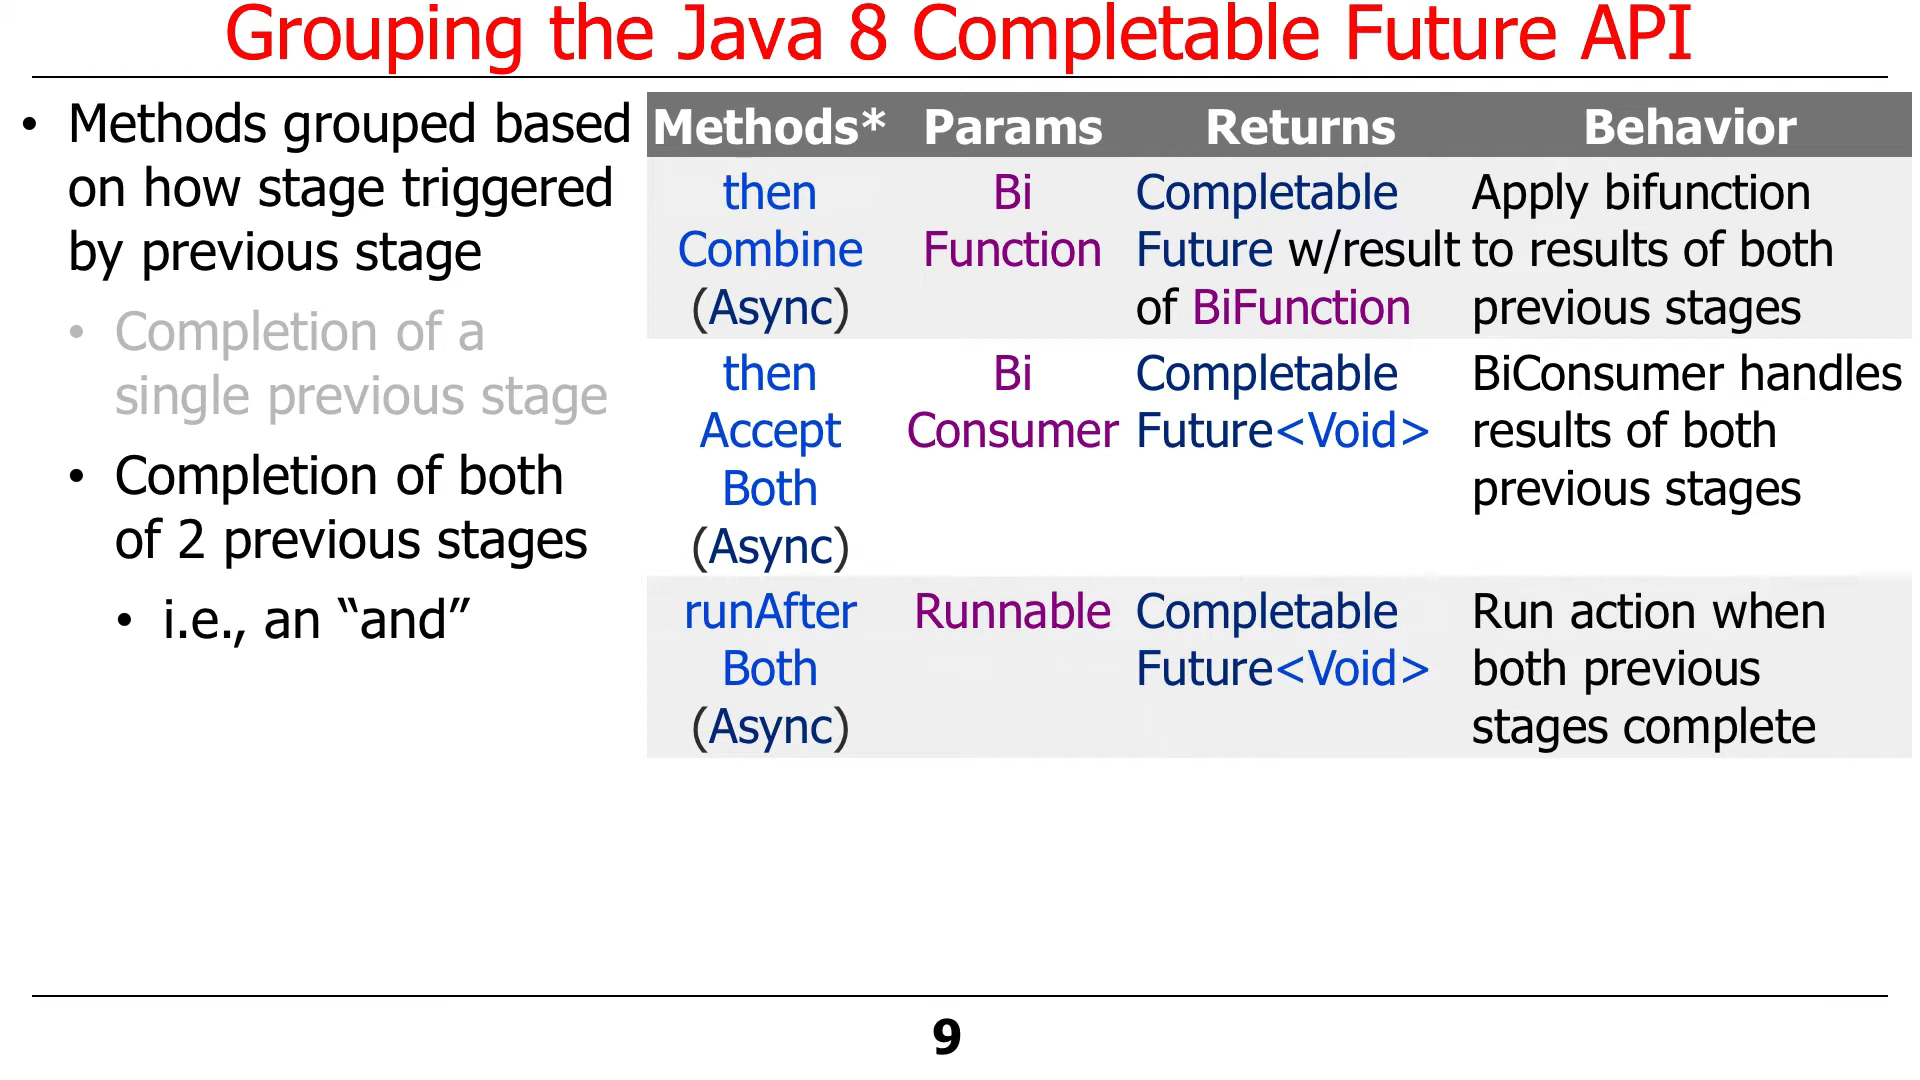 Grouping the Java 8 Completable Future API
• Methods grouped based
on how stage triggered
by previous stage
• Completion of a
single previous stage
• Completion of both
of 2 previous stages
• i.e., an “and”
Methods* Params Returns Behavior
then Bi Completable Apply bifunction
Combine Function Future w/result to results of both
(Async) of BiFunction previous stages
then Bi Completable BiConsumer handles
Accept Consumer Future<Void> results of both
Both previous stages
(Async)
runAfter Runnable Completable Run action when
Both Future<Void> both previous
(Async) stages complete
9